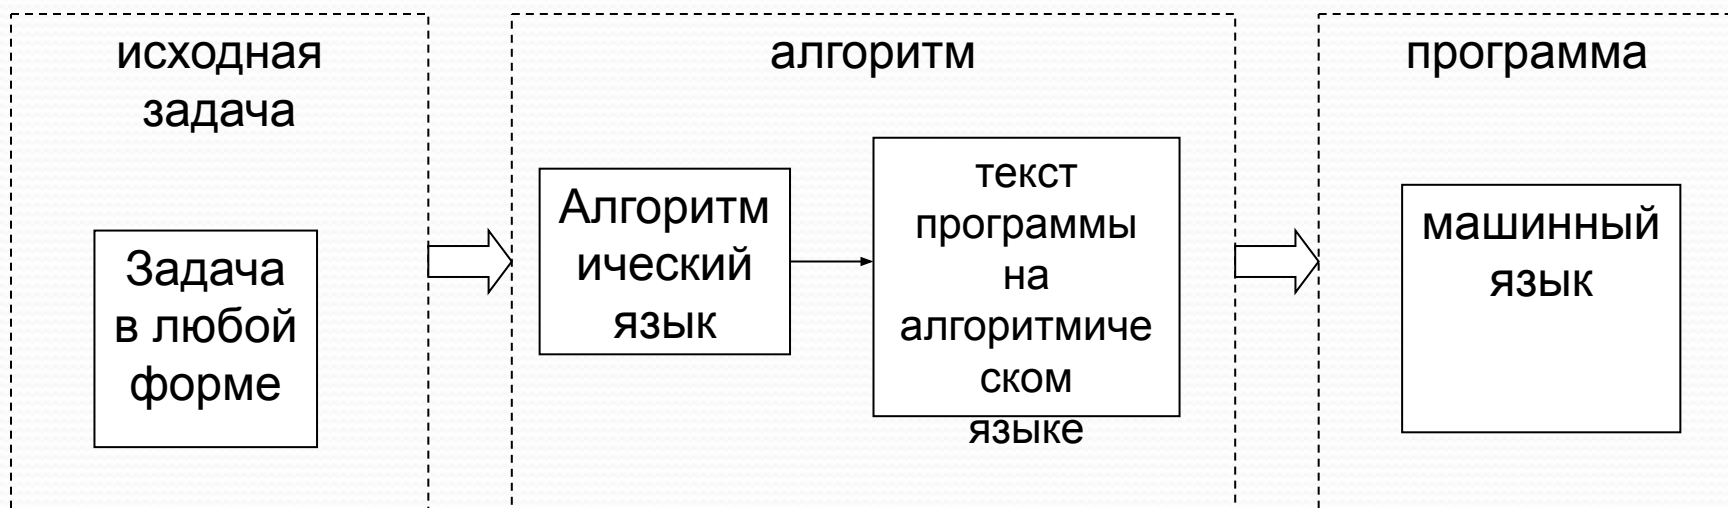 исходная
задача
Задача
в любой
форме
алгоритм
Алгоритм
ический
язык
текст
программы
на
алгоритмиче
ском
языке
программа
машинный
язык